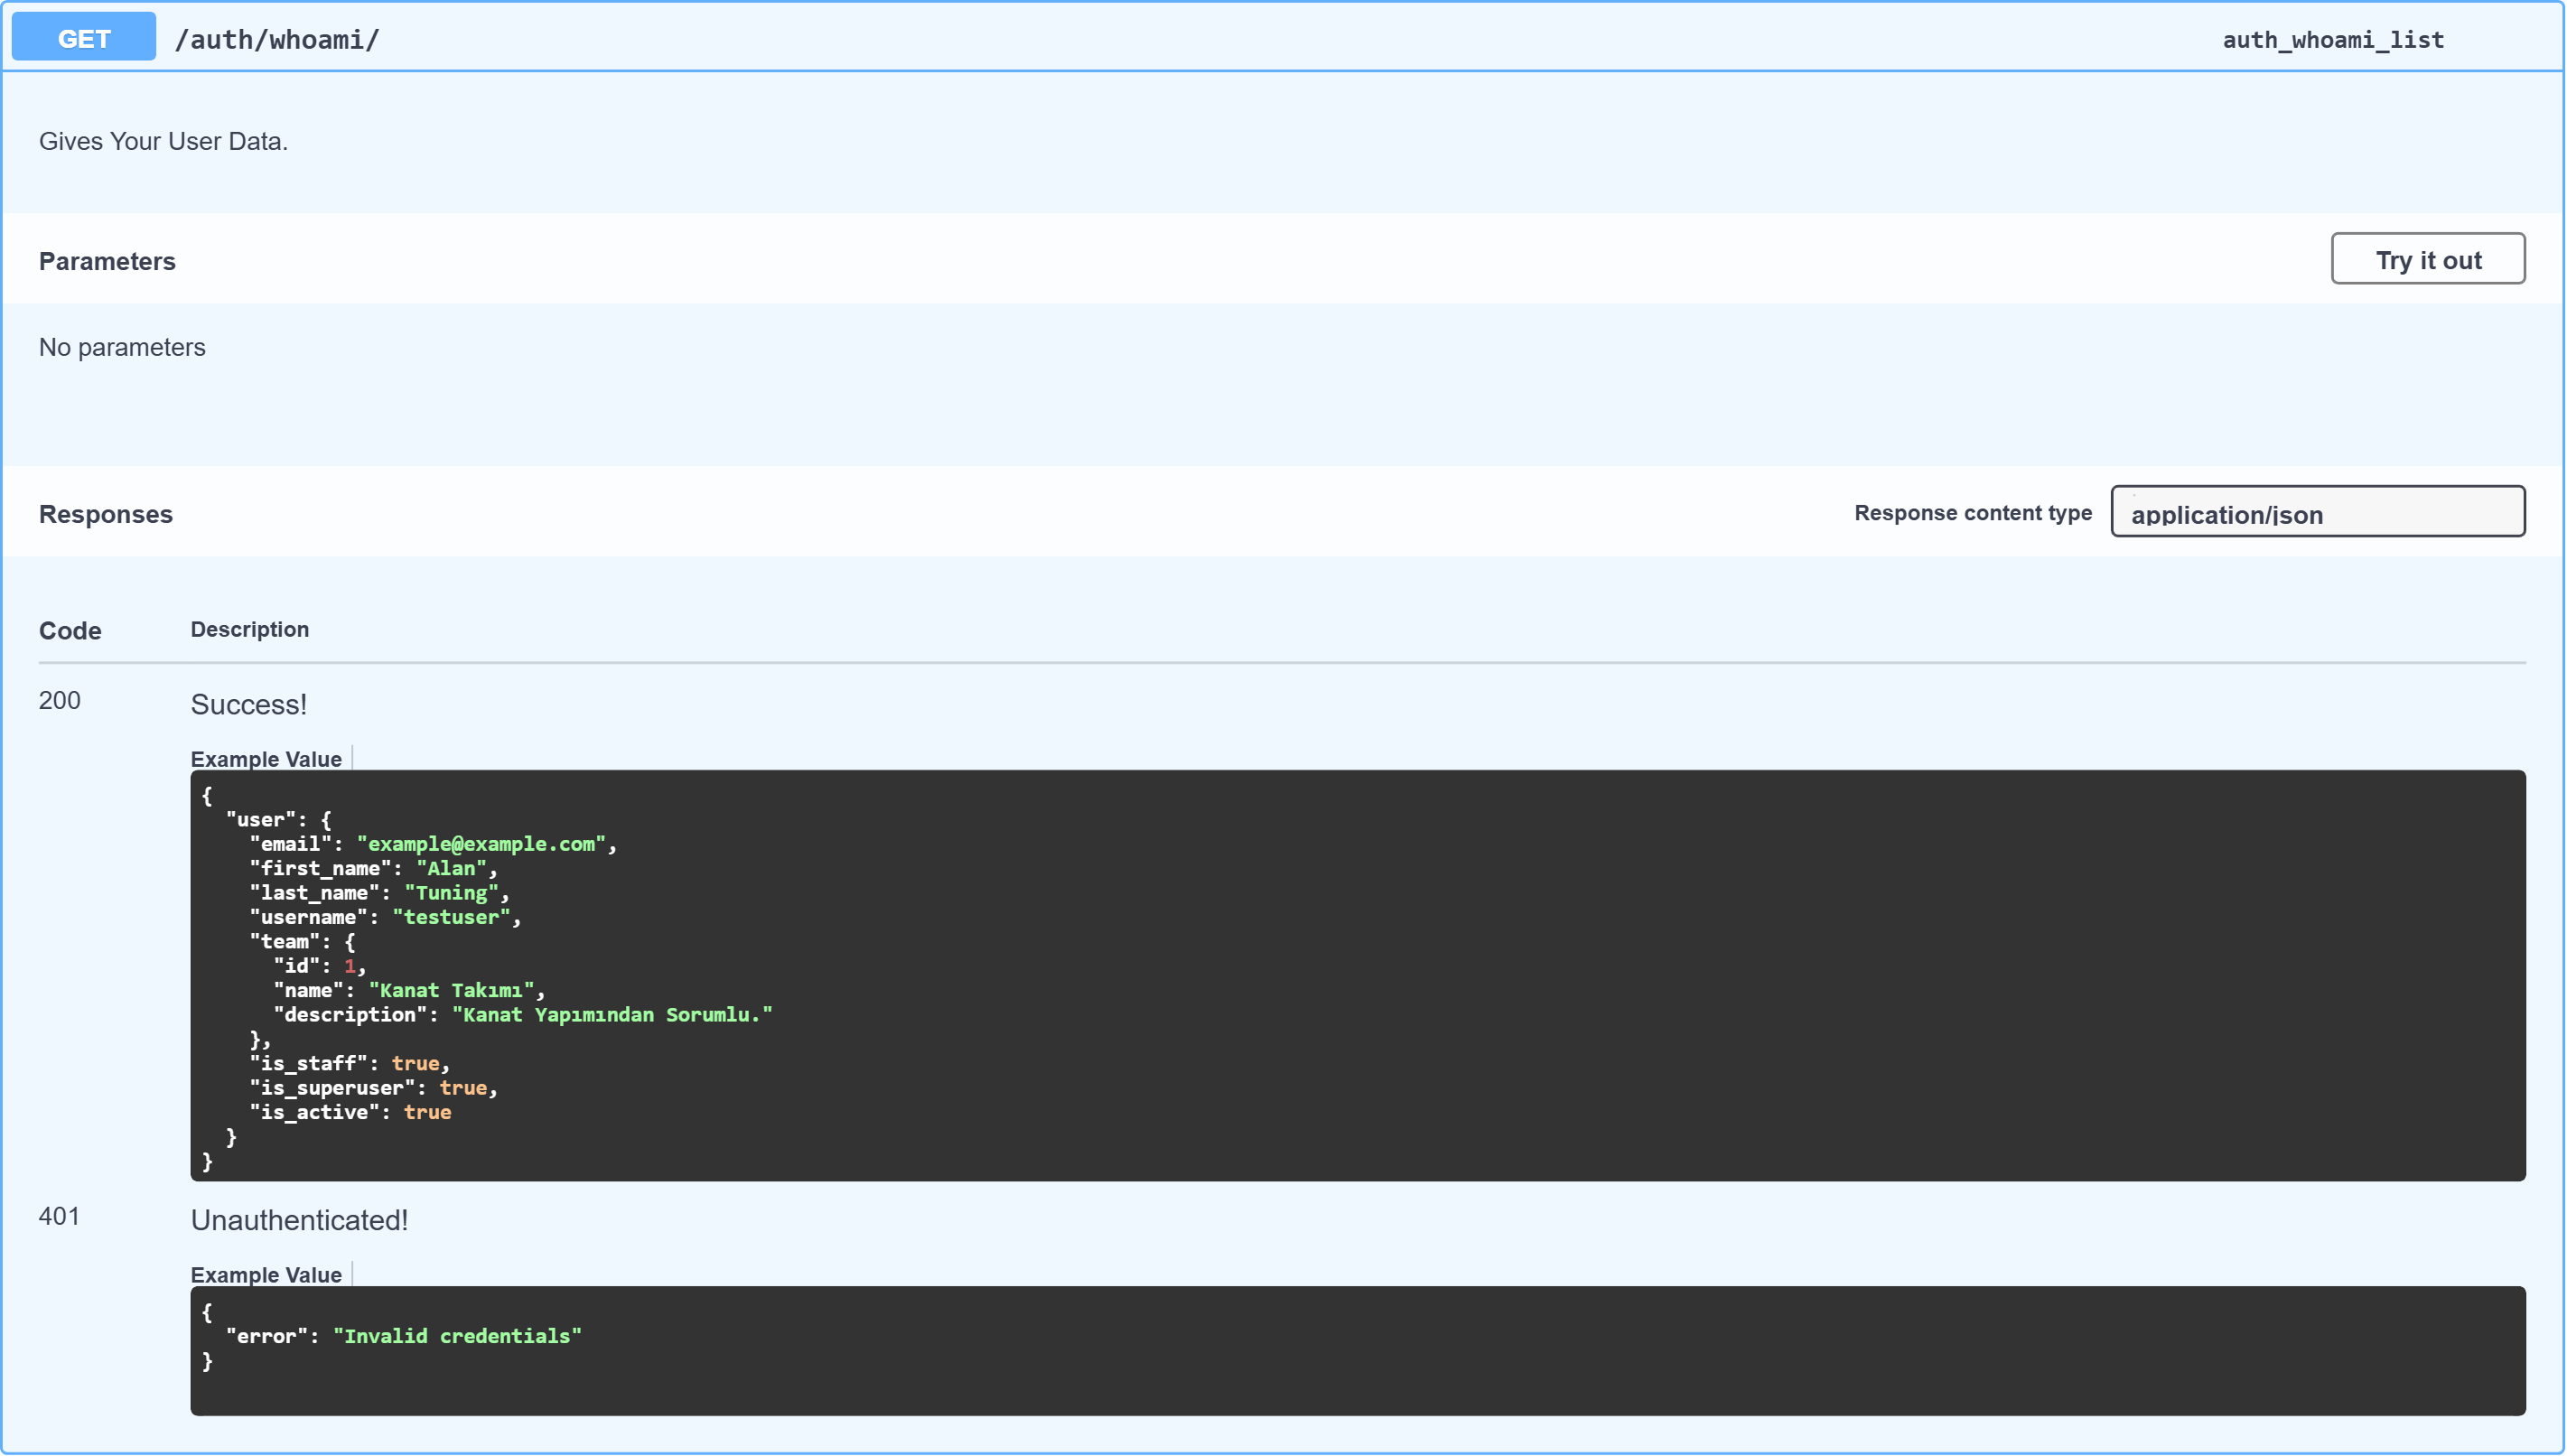 GET /auth/whoami/ auth_whoami_list
Gives Your User Data.
Parameters Try it out
No parameters
Responses Response content type application/json
Code Description
200 Success!
Example Value
{
  "user": {
    "email": "example@example.com",
    "first_name": "Alan",
    "last_name": "Tuning",
    "username": "testuser",
    "team": {
      "id": 1,
      "name": "Kanat Takımı",
      "description": "Kanat Yapımından Sorumlu."
    },
    "is_staff": true,
    "is_superuser": true,
    "is_active": true
  }
}
401 Unauthenticated!
Example Value
{
  "error": "Invalid credentials"
}